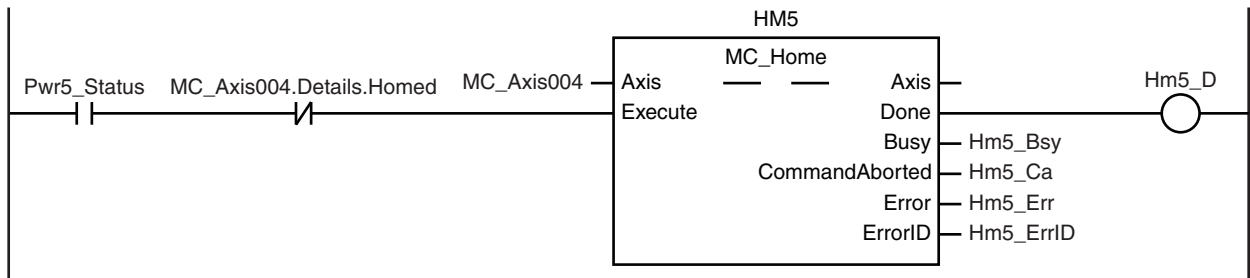 HM5
MC_Home
Pwr5_Status MC_Axis004.Details.Homed MC_Axis004 Axis Axis Hm5_D
Execute Done
Busy Hm5_Bsy
CommandAborted Hm5_Ca
Error Hm5_Err
ErrorID Hm5_ErrID